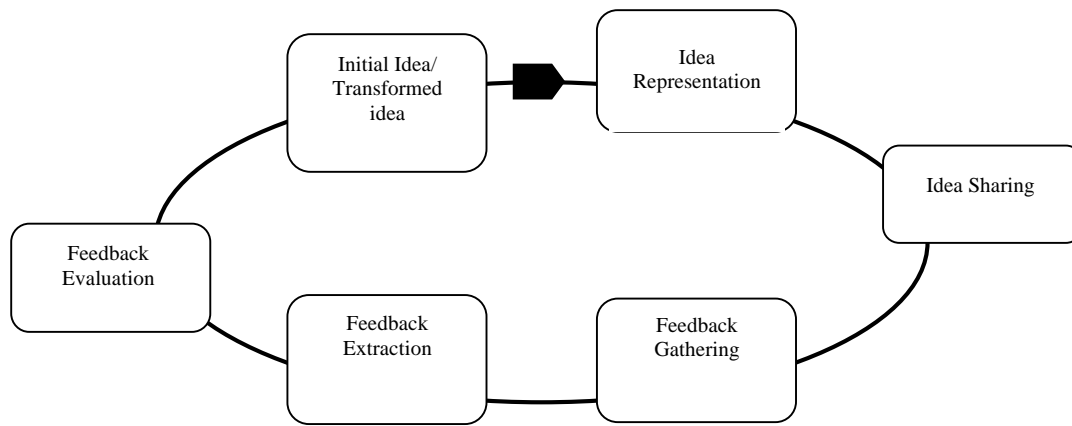 Initial Idea/
Transformed
idea
Idea
Representation
Idea Sharing
Feedback
Evaluation
Feedback
Extraction
Feedback
Gathering